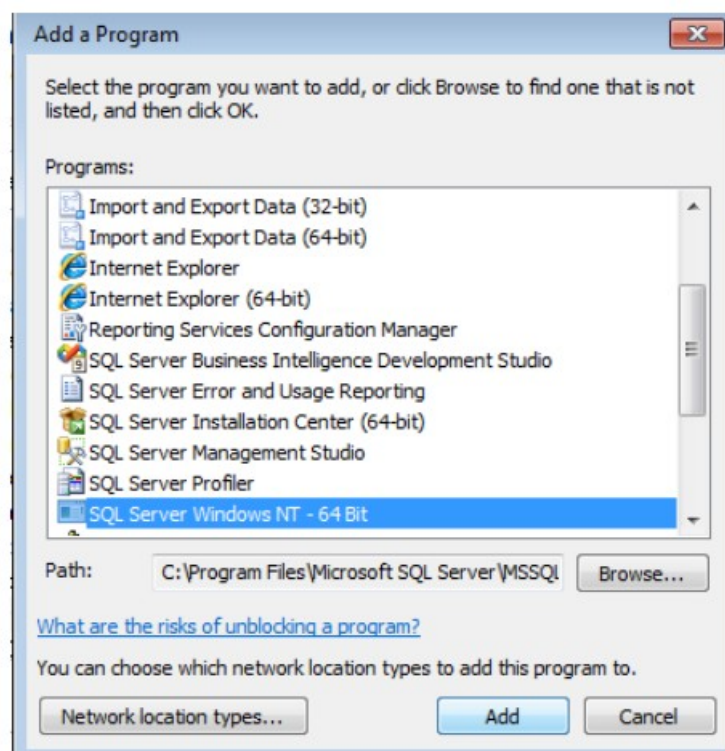 Add a Program
Select the program you want to add, or click Browse to find one that is not
listed, and then click OK.
Programs:
Import and Export Data (32-bit)
Import and Export Data (64-bit)
Internet Explorer
Internet Explorer (64-bit)
Reporting Services Configuration Manager
SQL Server Business Intelligence Development Studio
SQL Server Error and Usage Reporting
SQL Server Installation Center (64-bit)
SQL Server Management Studio
SQL Server Profiler
SQL Server Windows NT - 64 Bit
Path: C:\Program Files\Microsoft SQL Server\MSSQL Browse...
What are the risks of unblocking a program?
You can choose which network location types to add this program to.
Network location types... Add Cancel